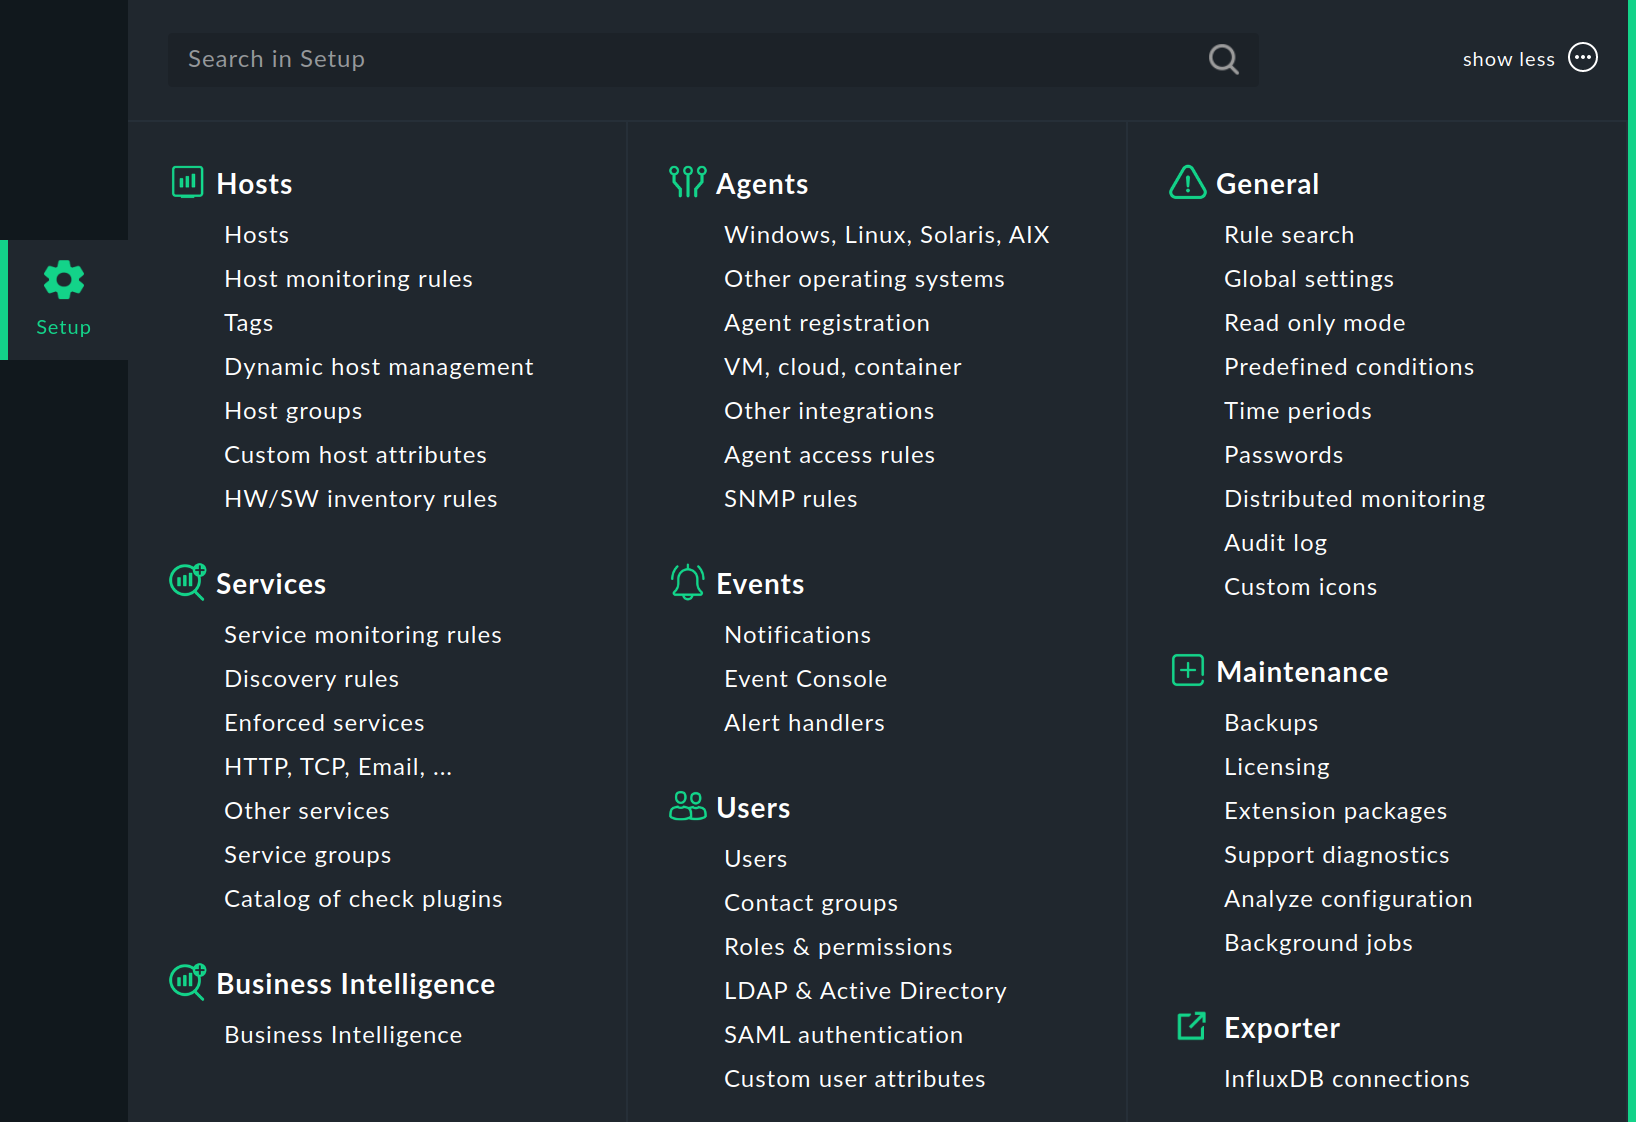 Search in Setup
show less
Setup
Hosts
Hosts
Host monitoring rules
Tags
Dynamic host management
Host groups
Custom host attributes
HW/SW inventory rules
Services
Service monitoring rules
Discovery rules
Enforced services
HTTP, TCP, Email, ...
Other services
Service groups
Catalog of check plugins
Business Intelligence
Business Intelligence
Agents
Windows, Linux, Solaris, AIX
Other operating systems
Agent registration
VM, cloud, container
Other integrations
Agent access rules
SNMP rules
Events
Notifications
Event Console
Alert handlers
Users
Users
Contact groups
Roles & permissions
LDAP & Active Directory
SAML authentication
Custom user attributes
General
Rule search
Global settings
Read only mode
Predefined conditions
Time periods
Passwords
Distributed monitoring
Audit log
Custom icons
Maintenance
Backups
Licensing
Extension packages
Support diagnostics
Analyze configuration
Background jobs
Exporter
InfluxDB connections